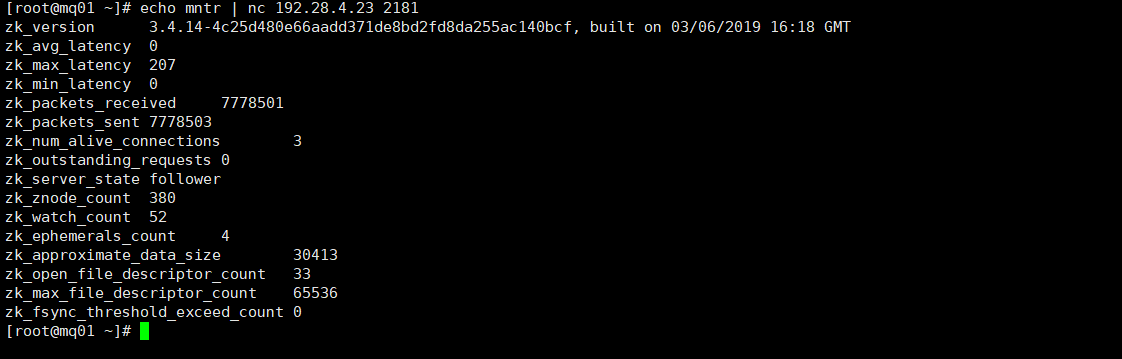 [root@mq01 ~]# echo mntr | nc 192.28.4.23 2181
zk_version	3.4.14-4c25d480e66aadd371de8bd2fd8da255ac140bcf, built on 03/06/2019 16:18 GMT
zk_avg_latency	0
zk_max_latency	207
zk_min_latency	0
zk_packets_received	7778501
zk_packets_sent	7778503
zk_num_alive_connections	3
zk_outstanding_requests	0
zk_server_state	follower
zk_znode_count	380
zk_watch_count	52
zk_ephemerals_count	4
zk_approximate_data_size	30413
zk_open_file_descriptor_count	33
zk_max_file_descriptor_count	65536
zk_fsync_threshold_exceed_count	0
[root@mq01 ~]#